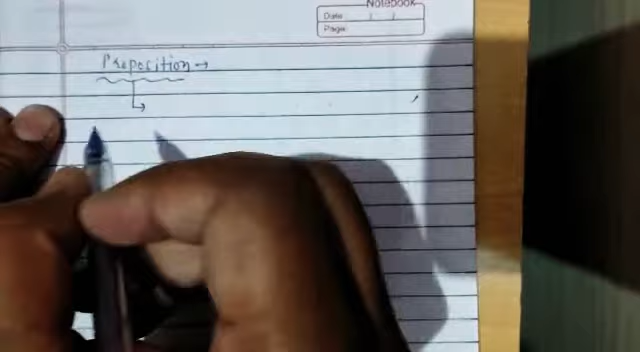 Notebook
Date
Page
Preposition →